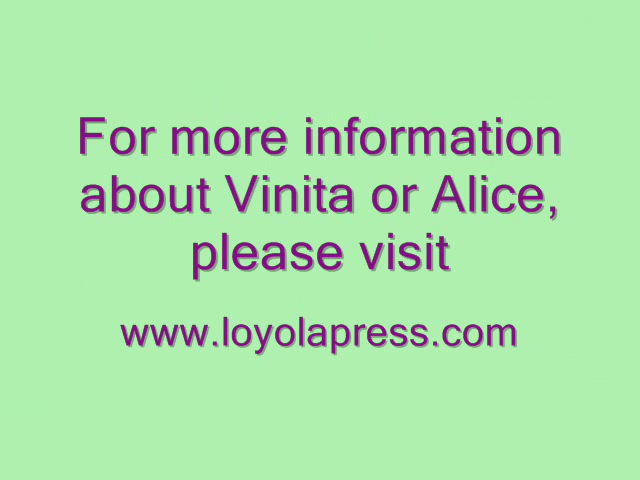 For more information
about Vinita or Alice,
please visit
www.loyolapress.com